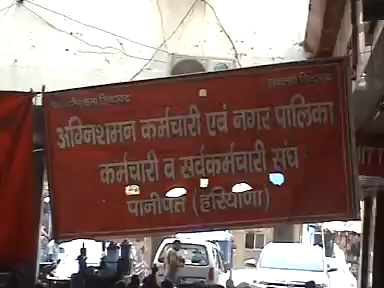 अग्निशमन कर्मचारी एवं नगर पालिका
कर्मचारी व सर्वकर्मचारी संघ
पानीपत (हरियाणा)